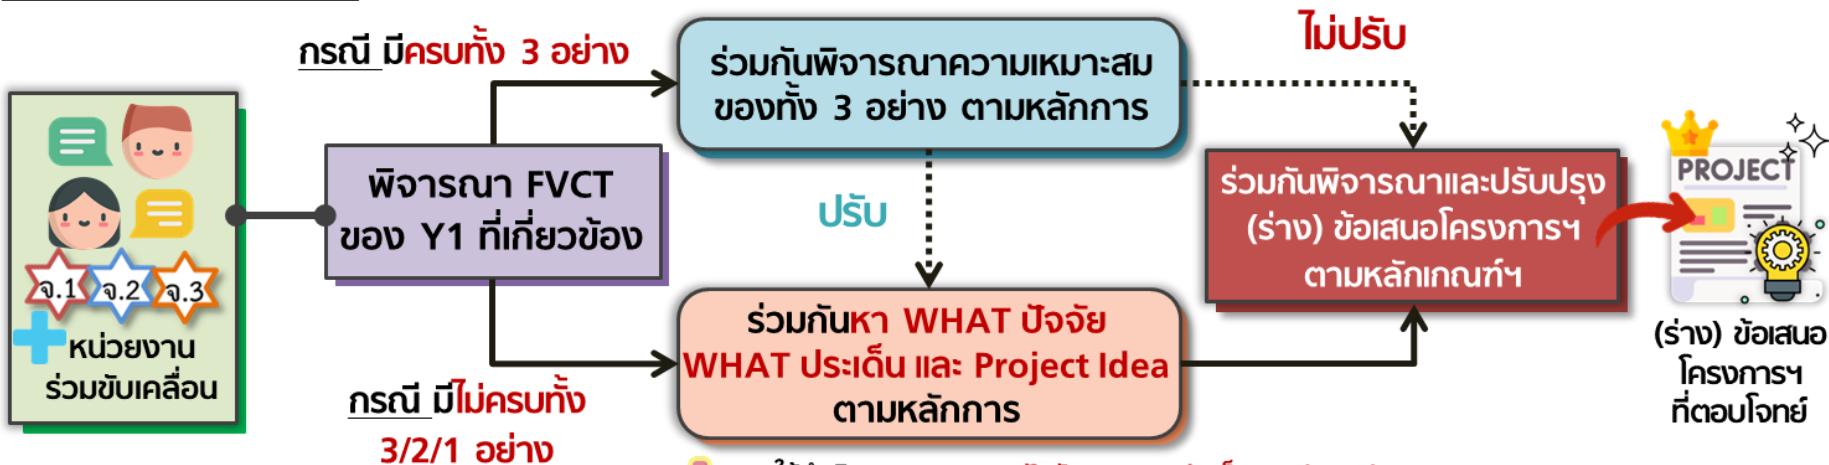 จ.1 จ.2 จ.3
หน่วยงาน
ร่วมขับเคลื่อน
พิจารณา FVCT
ของ Y1 ที่เกี่ยวข้อง
กรณี มีครบทั้ง 3 อย่าง
ร่วมกันพิจารณาความเหมาะสม
ของทั้ง 3 อย่าง ตามหลักการ
ไม่ปรับ
ปรับ
กรณี มีไม่ครบทั้ง
3/2/1 อย่าง
ร่วมกันหา WHAT ปัจจัย
WHAT ประเด็น และ Project Idea
ตามหลักการ
ร่วมกันพิจารณาและปรับปรุง
(ร่าง) ข้อเสนอโครงการฯ
ตามหลักเกณฑ์ฯ
PROJECT
(ร่าง) ข้อเสนอ
โครงการฯ
ที่ตอบโจทย์